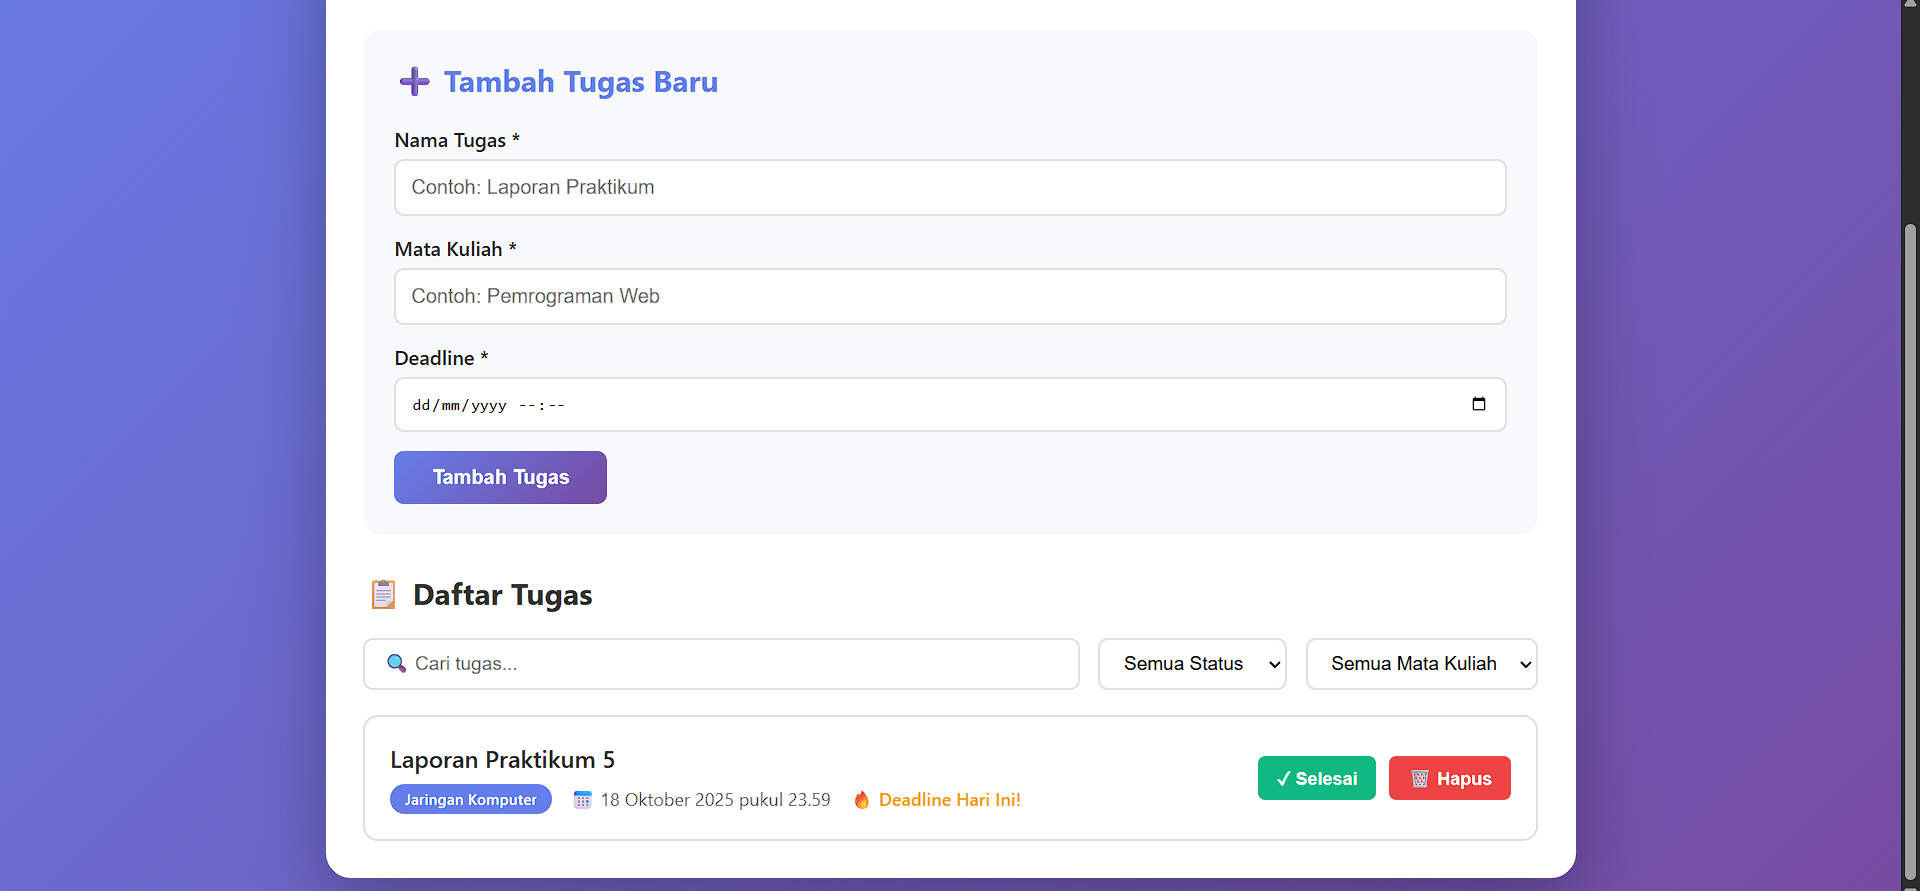 Tambah Tugas Baru
Nama Tugas *
Contoh: Laporan Praktikum
Mata Kuliah *
Contoh: Pemrograman Web
Deadline *
dd/mm/yyyy --:--
Tambah Tugas
Daftar Tugas
Cari tugas...
Semua Status
Semua Mata Kuliah
Laporan Praktikum 5
Jaringan Komputer
18 Oktober 2025 pukul 23.59
Deadline Hari Ini!
✓ Selesai
Hapus